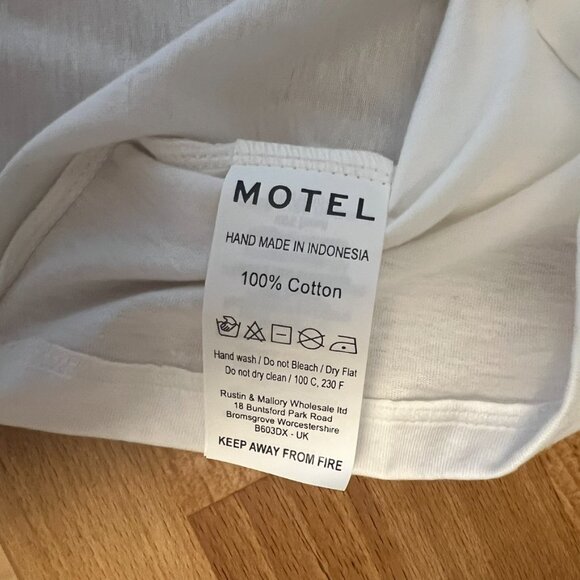 MOTEL
HAND MADE IN INDONESIA
100% Cotton
Hand wash / Do not Bleach / Dry Flat
Do not dry clean / 100 C, 230 F
Rustin & Mallory Wholesale ltd
18 Buntsford Park Road
Bromsgrove Worcestershire
B603DX - UK
KEEP AWAY FROM FIRE